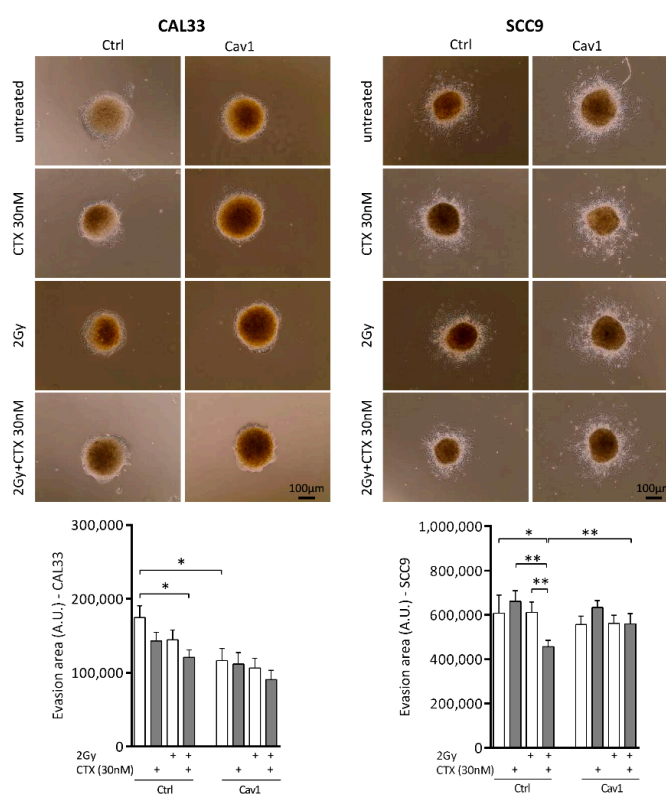 CAL33
SCC9
Ctrl
Cav1
Ctrl
Cav1
untreated
untreated
CTX 30nM
CTX 30nM
2Gy
2Gy
2Gy+CTX 30nM
2Gy+CTX 30nM
100μm
100μm
Evasion area (A.U.) - CAL33
300,000
200,000
100,000
0
*
*
2Gy + + + +
CTX (30nM) + + + +
Ctrl Cav1
Evasion area (A.U.) - SCC9
1,000,000
800,000
600,000
400,000
200,000
0
* **
**
**
2Gy + + + +
CTX (30nM) + + + +
Ctrl Cav1